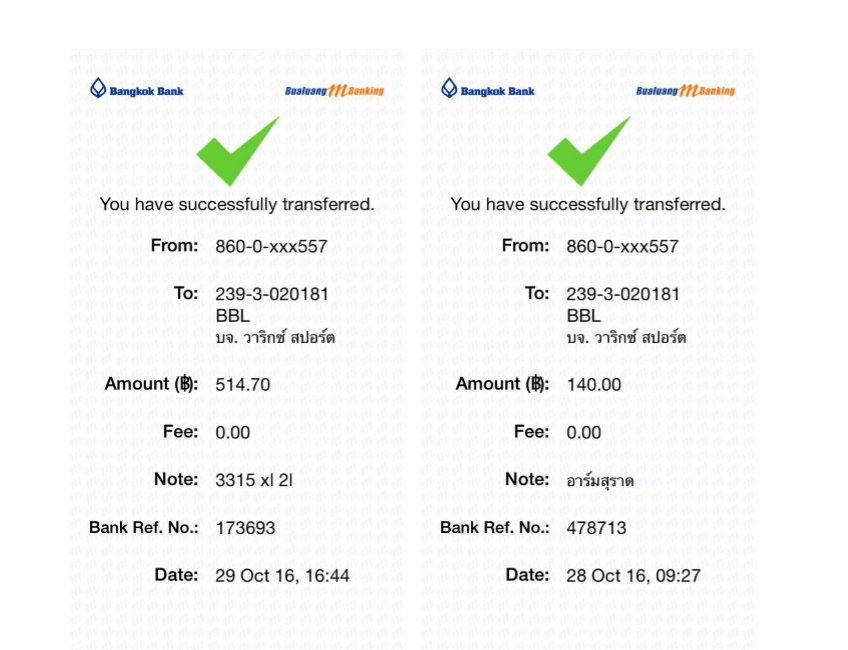 Bangkok Bank
Bualuang mBanking
You have successfully transferred.
From: 860-0-xxx557
To: 239-3-020181
BBL
บจ. วาริกซ์ สปอร์ต
Amount (฿): 514.70
Fee: 0.00
Note: 3315 xl 2l
Bank Ref. No.: 173693
Date: 29 Oct 16, 16:44
Bangkok Bank
Bualuang mBanking
You have successfully transferred.
From: 860-0-xxx557
To: 239-3-020181
BBL
บจ. วาริกซ์ สปอร์ต
Amount (฿): 140.00
Fee: 0.00
Note: อาร์มสุราด
Bank Ref. No.: 478713
Date: 28 Oct 16, 09:27